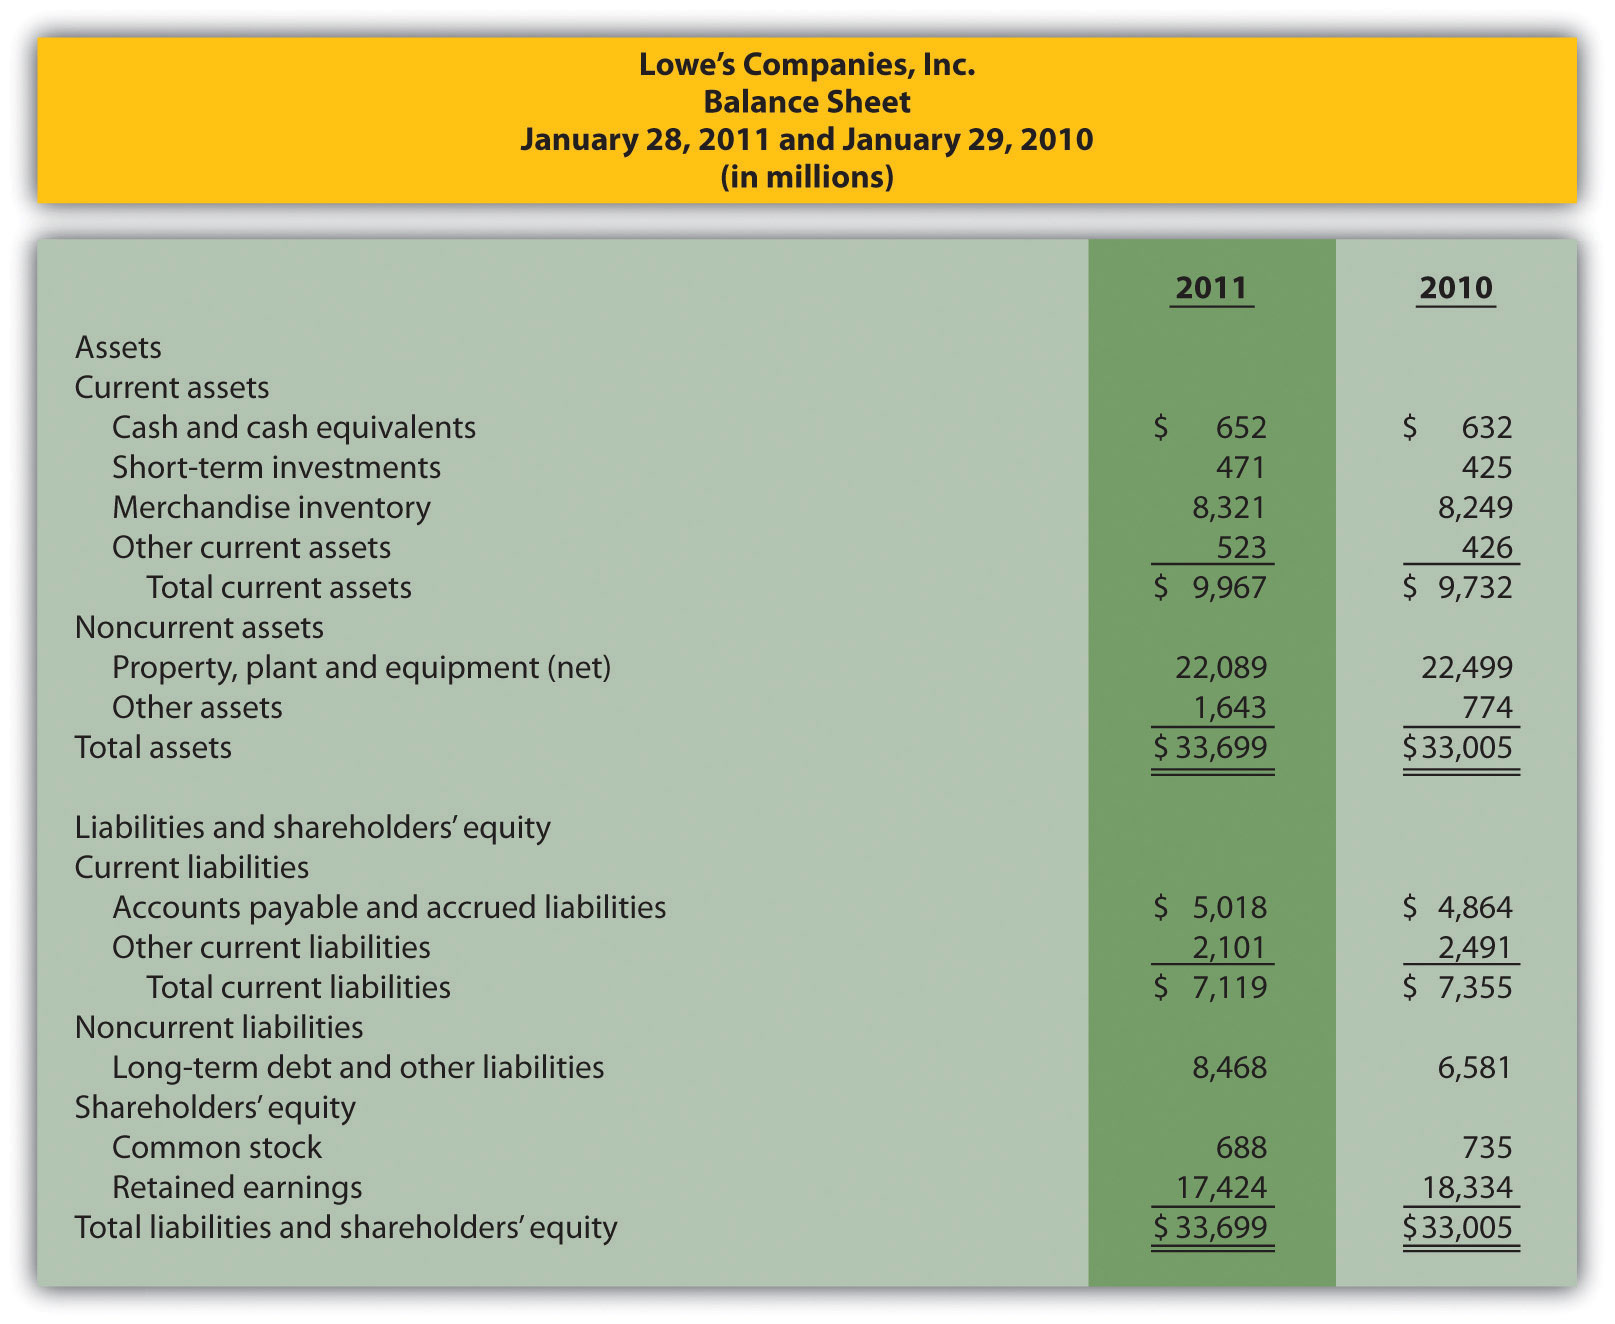 Lowe’s Companies, Inc.
Balance Sheet
January 28, 2011 and January 29, 2010
(in millions)
2011 2010
Assets
Current assets
Cash and cash equivalents $ 652 $ 632
Short-term investments 471 425
Merchandise inventory 8,321 8,249
Other current assets 523 426
Total current assets $ 9,967 $ 9,732
Noncurrent assets
Property, plant and equipment (net) 22,089 22,499
Other assets 1,643 774
Total assets $ 33,699 $ 33,005
Liabilities and shareholders’ equity
Current liabilities
Accounts payable and accrued liabilities $ 5,018 $ 4,864
Other current liabilities 2,101 2,491
Total current liabilities $ 7,119 $ 7,355
Noncurrent liabilities
Long-term debt and other liabilities 8,468 6,581
Shareholders’ equity
Common stock 688 735
Retained earnings 17,424 18,334
Total liabilities and shareholders’ equity $ 33,699 $ 33,005